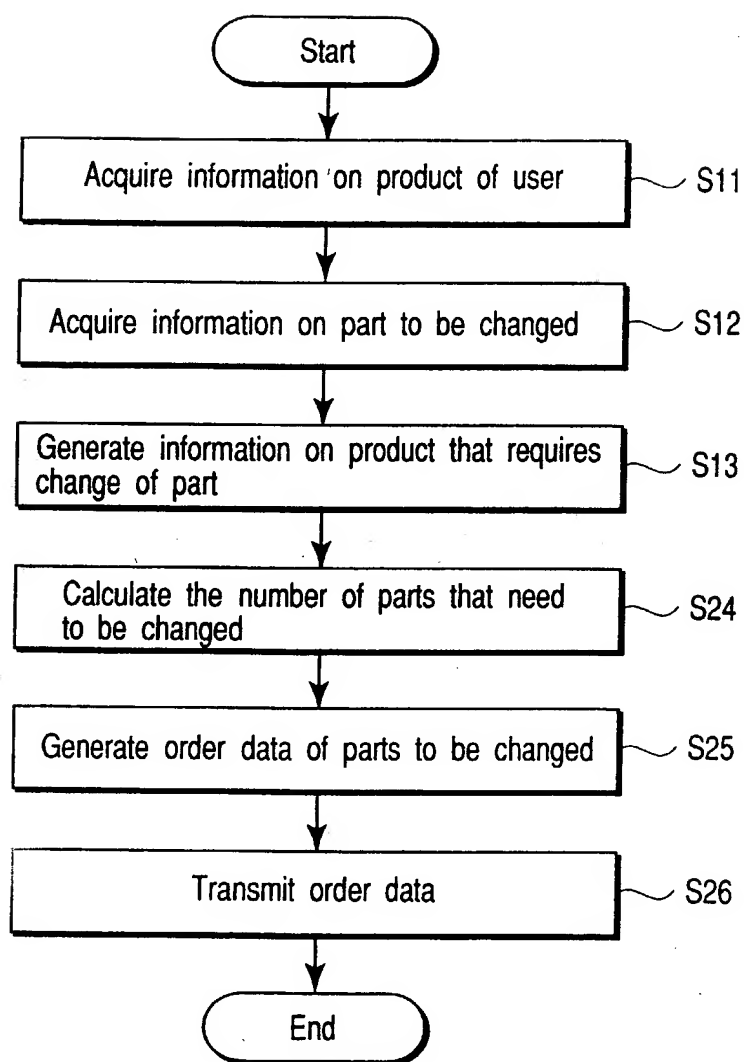 Start
Acquire information on product of user
S11
Acquire information on part to be changed
S12
Generate information on product that requires
change of part
S13
Calculate the number of parts that need
to be changed
S24
Generate order data of parts to be changed
S25
Transmit order data
S26
End